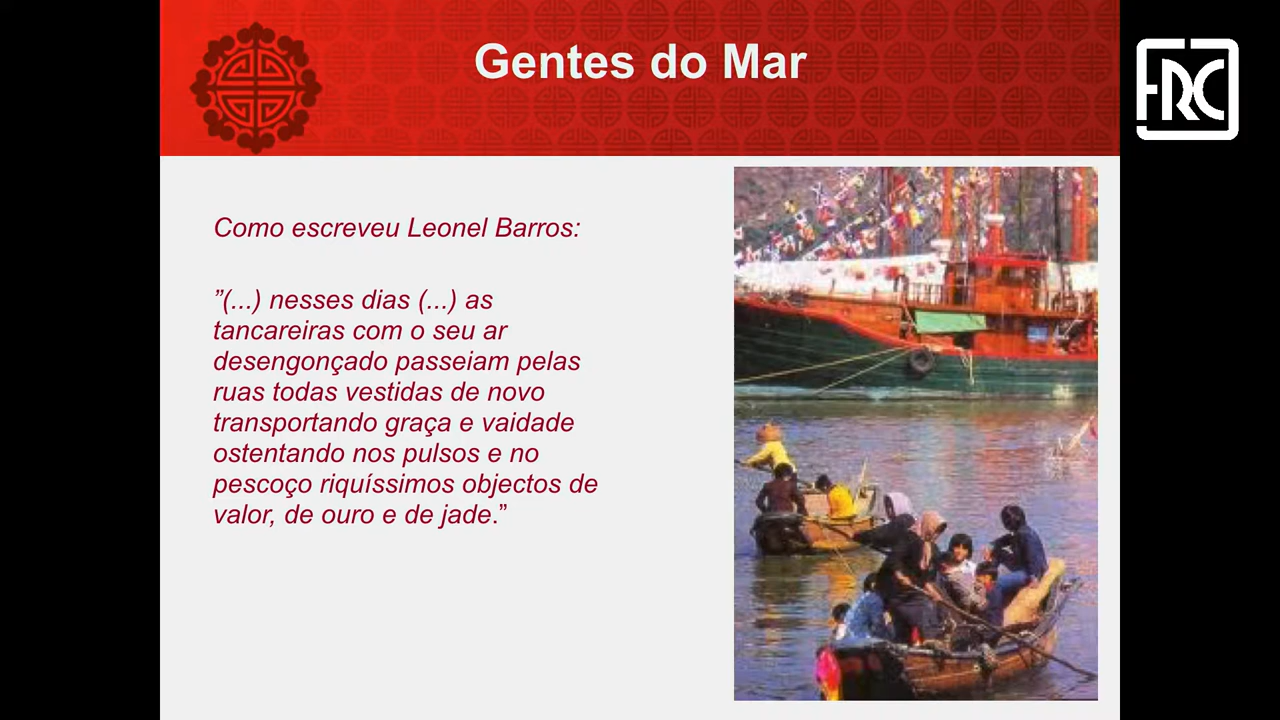 Gentes do Mar
FRC
Como escreveu Leonel Barros:
”(...) nesses dias (...) as
tancareiras com o seu ar
desengonçado passeiam pelas
ruas todas vestidas de novo
transportando graça e vaidade
ostentando nos pulsos e no
pescoço riquíssimos objectos de
valor, de ouro e de jade.”